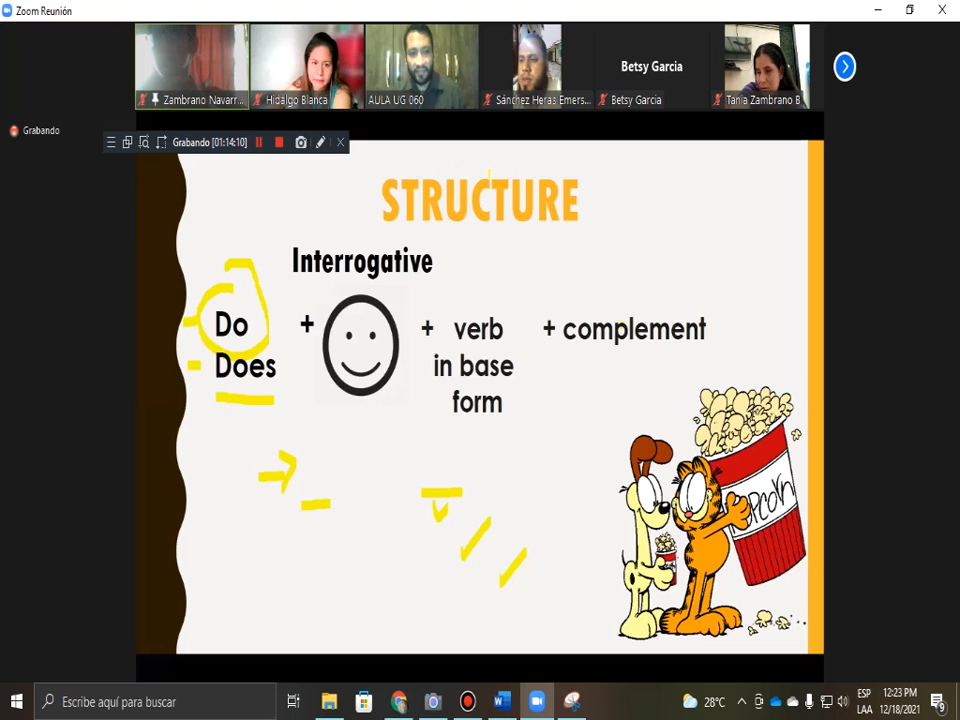 Zoom Reunión
Zambrano Navarr...
Hidalgo Blanca
AULA UG 060
Sánchez Heras Emers...
Betsy Garcia
Betsy Garcia
Tania Zambrano B
Grabando
Grabando [01:14:10]
STRUCTURE
Interrogative
Do + + verb + complement
Does in base
form
POPCORN
Escribe aquí para buscar
28°C
ESP
LAA
12:23 PM
12/18/2021
9